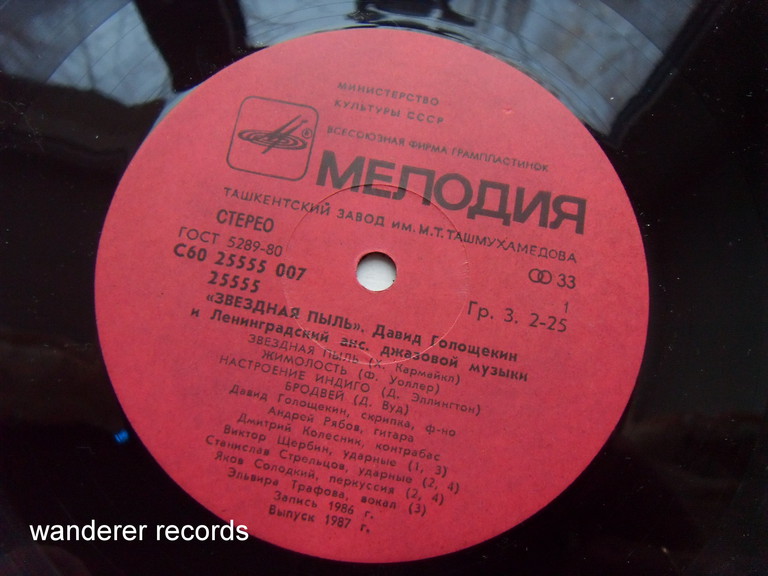 МИНИСТЕРСТВО
КУЛЬТУРЫ СССР
ВСЕСОЮЗНАЯ ФИРМА ГРАМПЛАСТИНОК
МЕЛОДИЯ
ТАШКЕНТСКИЙ ЗАВОД ИМ. М.Т. ТАШМУХАМЕДОВА
СТЕРЕО
ГОСТ 5289-80
33
С60 25555 007
1
25555
Гр. 3. 2-25
«ЗВЕЗДНАЯ ПЫЛЬ». Давид Голощекин
и Ленинградский анс. джазовой музыки
ЗВЕЗДНАЯ ПЫЛЬ (Х. Кармайкл)
ЖИМОЛОСТЬ (Ф. Уоллер)
НАСТРОЕНИЕ ИНДИГО (Д. Эллингтон)
БРОДВЕЙ (Д. Вуд)
Давид Голощекин, скрипка, ф-но
Андрей Рябов, гитара
Дмитрий Колесник, контрабас
Виктор Щербин, ударные (1, 3)
Станислав Стрельцов, ударные (2, 4)
Яков Солодкий, перкуссия (2, 4)
Эльвира Трафова, вокал (3)
Запись 1986 г.
Выпуск 1987 г.
wanderer records